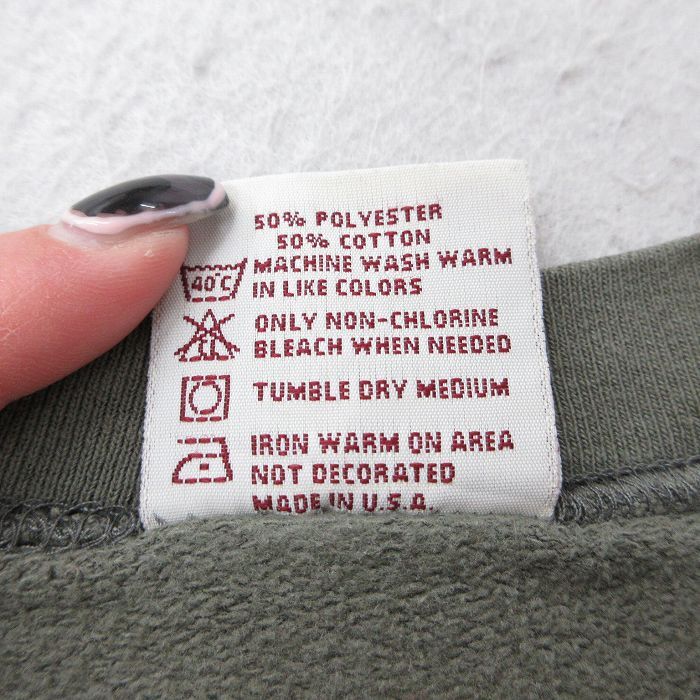 50% POLYESTER
50% COTTON
MACHINE WASH WARM
40°C
IN LIKE COLORS
ONLY NON-CHLORINE
BLEACH WHEN NEEDED
TUMBLE DRY MEDIUM
IRON WARM ON AREA
NOT DECORATED
MADE IN U.S.A.